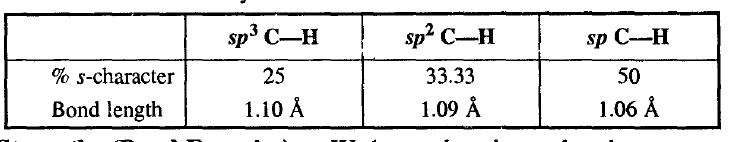 sp³ C—H sp² C—H sp C—H
% s-character 25 33.33 50
Bond length 1.10 Å 1.09 Å 1.06 Å